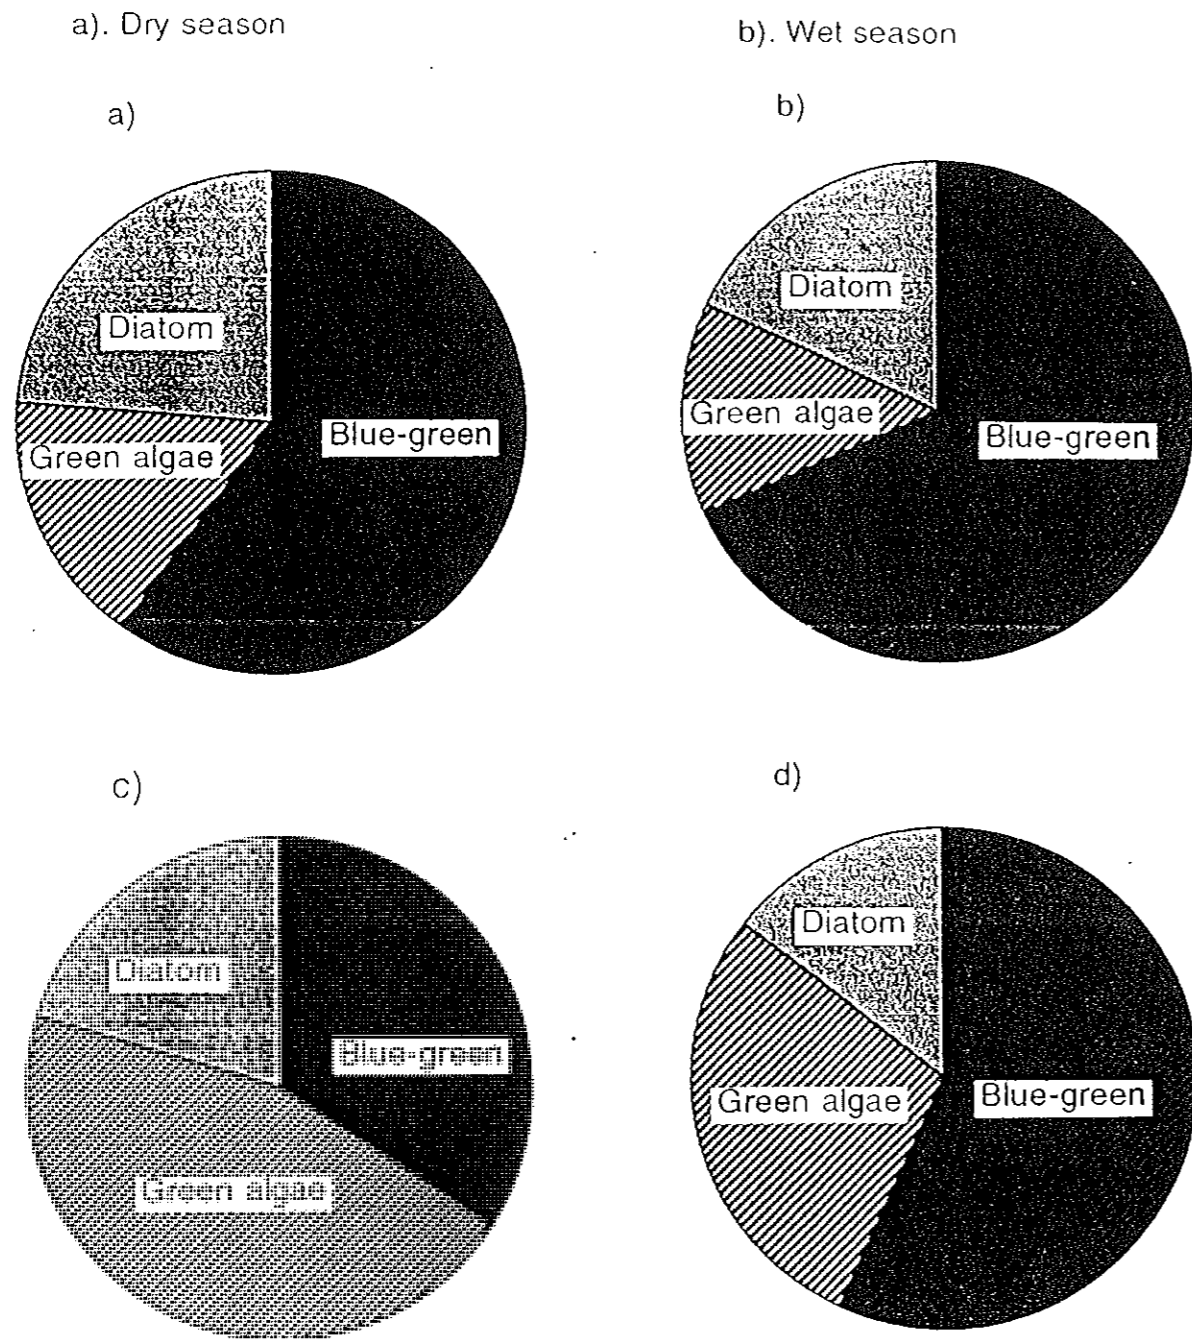 a). Dry season
b). Wet season
a)
b)
Diatom
Green algae
Blue-green
Diatom
Green algae
Blue-green
c)
d)
Diatom
Blue-green
Green algae
Diatom
Green algae
Blue-green